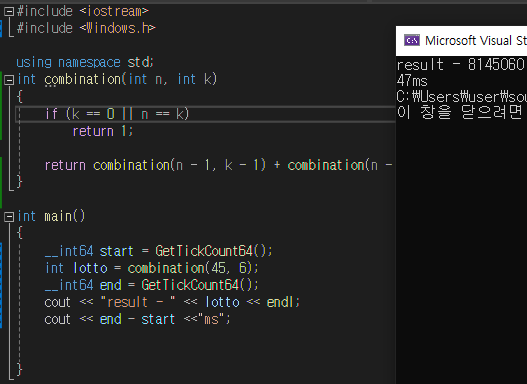 #include <iostream>
#include <Windows.h>
using namespace std;
int combination(int n, int k)
{
if (k == 0 || n == k)
return 1;
return combination(n - 1, k - 1) + combination(n -
}
int main()
{
__int64 start = GetTickCount64();
int lotto = combination(45, 6);
__int64 end = GetTickCount64();
cout << "result - " << lotto << endl;
cout << end - start <<"ms";
}
Microsoft Visual St
result - 8145060
47ms
C:₩Users₩user₩sou
이 창을 닫으려면